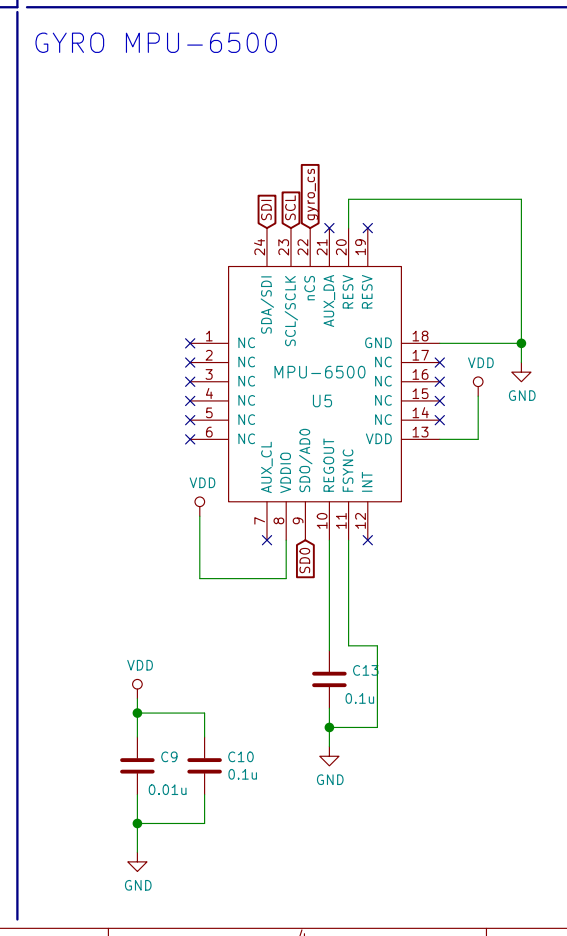 GYRO MPU-6500
SDI
SCL
gyro_cs
24
23
22
21
20
19
SDA/SDI
SCL/SCLK
nCS
AUX_DA
RESV
RESV
1 NC
2 NC
3 NC
4 NC
5 NC
6 NC
GND 18
NC 17
NC 16
NC 15
NC 14
VDD 13
MPU-6500
U5
VDD
GND
AUX_CL
VDDIO
SDO/AD0
REGOUT
FSYNC
INT
7
8
9
10
11
12
VDD
SDO
C13
0.1u
GND
VDD
C9
0.01u
C10
0.1u
GND